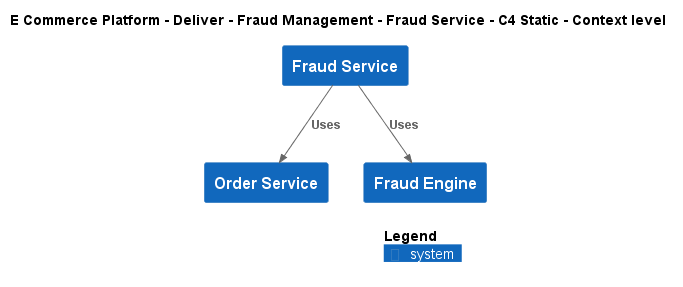 E Commerce Platform - Deliver - Fraud Management - Fraud Service - C4 Static - Context level
Fraud Service
Uses
Uses
Order Service
Fraud Engine
Legend
system